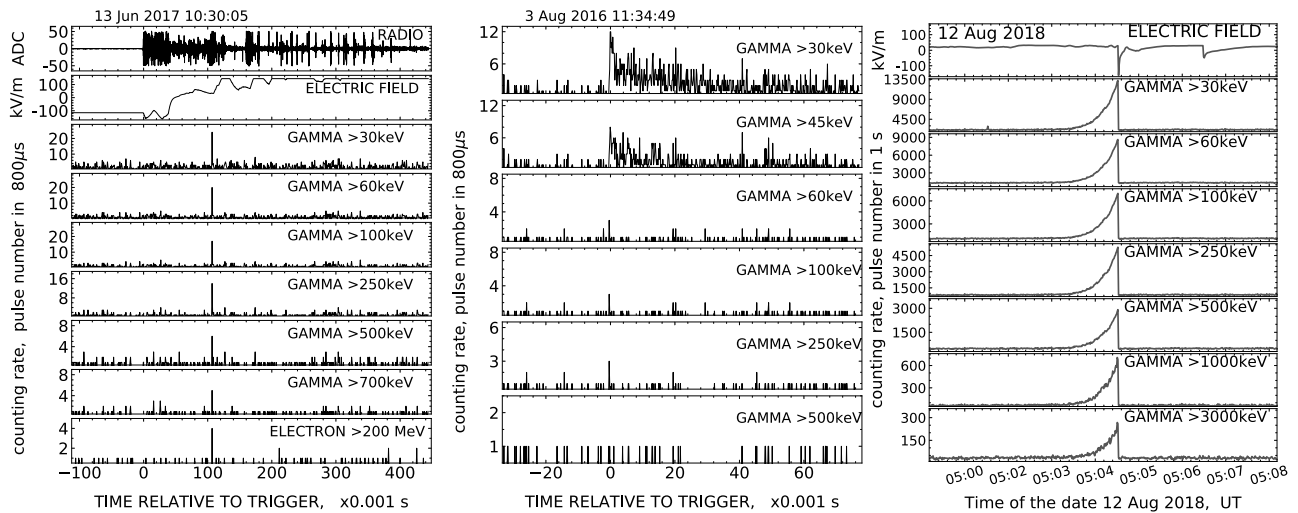 13 Jun 2017 10:30:05
ADC
50
0
-50
RADIO
kV/m
100
0
-100
ELECTRIC FIELD
counting rate, pulse number in 800μs
20
10
GAMMA >30keV
20
10
GAMMA >60keV
20
10
GAMMA >100keV
16
8
GAMMA >250keV
8
4
GAMMA >500keV
8
4
GAMMA >700keV
4
2
ELECTRON >200 MeV
−100 0 100 200 300 400
TIME RELATIVE TO TRIGGER, x0.001 s
3 Aug 2016 11:34:49
counting rate, pulse number in 800μs
12
6
0
GAMMA >30keV
12
6
0
GAMMA >45keV
8
4
GAMMA >60keV
8
4
GAMMA >100keV
6
3
GAMMA >250keV
2
1
GAMMA >500keV
−20 0 20 40 60
TIME RELATIVE TO TRIGGER, x0.001 s
12 Aug 2018
ELECTRIC FIELD
kV/m
100
0
-100
counting rate, pulse number in 1 s
13500
9000
4500
GAMMA >30keV
9000
6000
3000
GAMMA >60keV
6000
3000
GAMMA >100keV
4500
3000
1500
GAMMA >250keV
3000
1500
GAMMA >500keV
600
300
GAMMA >1000keV
300
150
GAMMA >3000keV
05:00 05:02 05:03 05:04 05:05 05:06 05:07 05:08
Time of the date 12 Aug 2018, UT